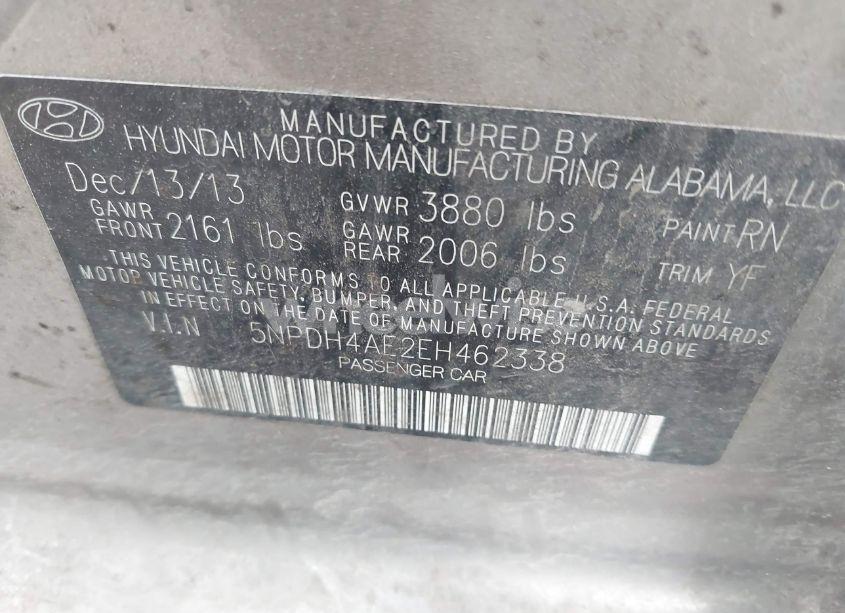 MANUFACTURED BY
HYUNDAI MOTOR MANUFACTURING ALABAMA, LLC
Dec/13/13 GVWR 3880 lbs PAINT RN
GAWR FRONT 2161 lbs GAWR REAR 2006 lbs TRIM YF
THIS VEHICLE CONFORMS O ALL APPLICABLE U.S.A. FEDERAL
MOTOR VEHICLE SAFETY, BUMPER, AND THEFT PREVENTION STANDARDS
IN EFFECT ON THE DATE OF MANUFACTURE SHOWN ABOVE
V.I.N 5NPDH4AE2EH462338
PASSENGER CAR